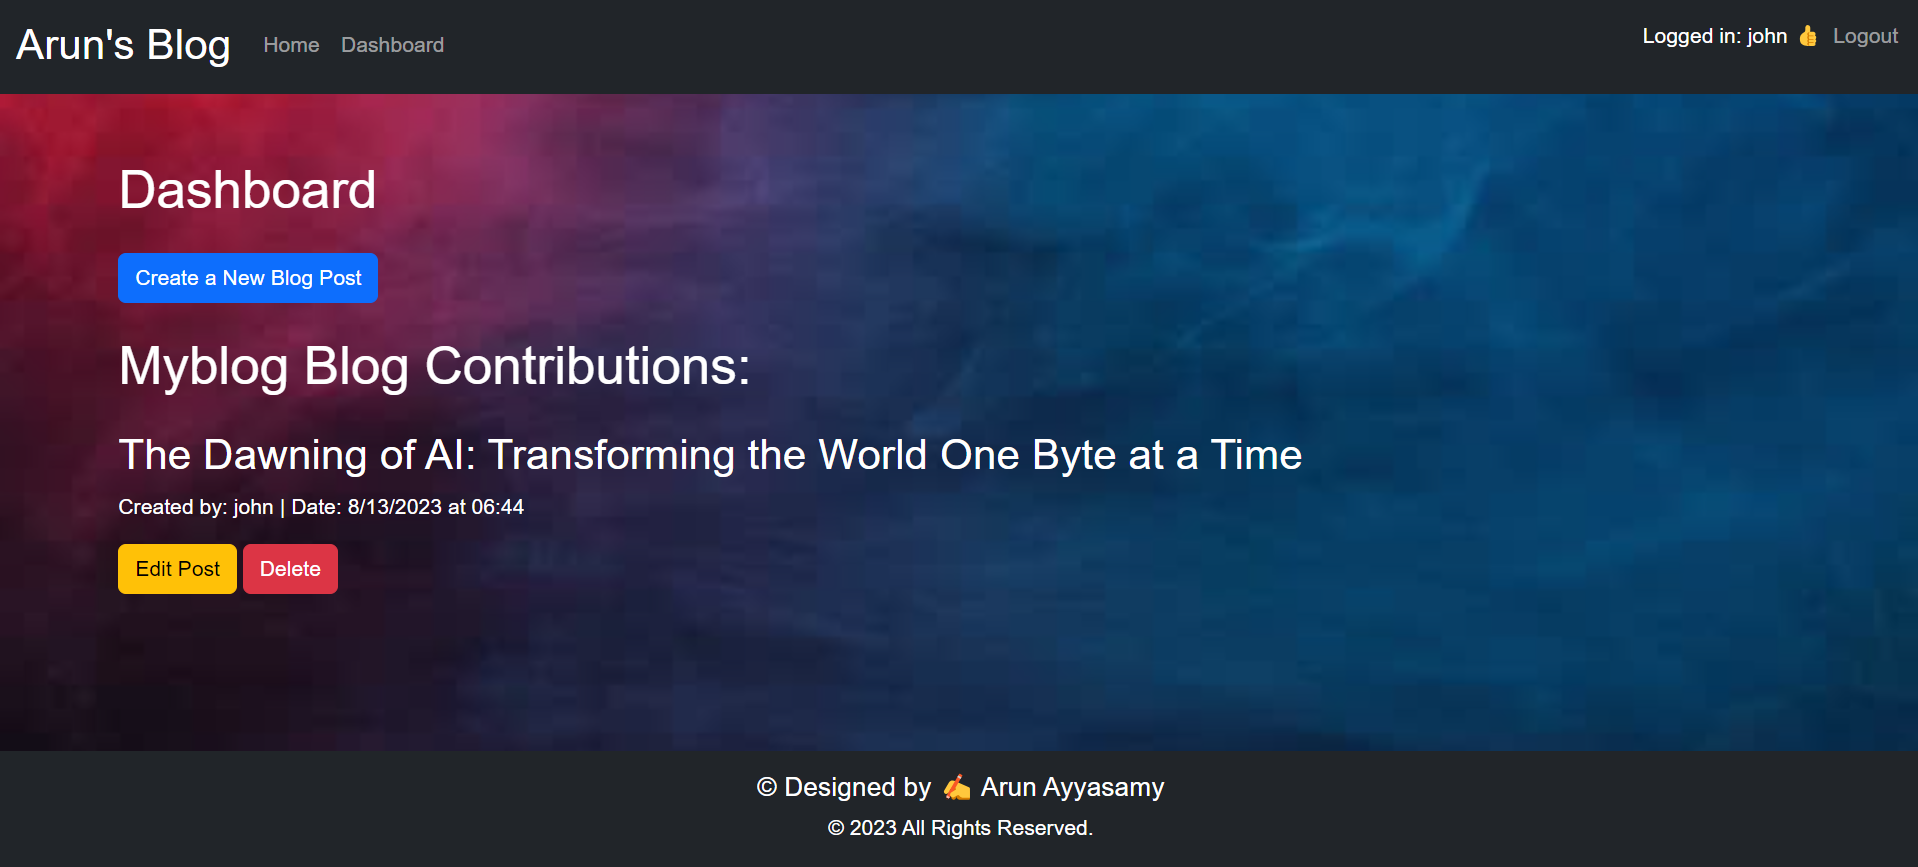 Arun's Blog Home Dashboard Logged in: john 👍 Logout
Dashboard
Create a New Blog Post
Myblog Blog Contributions:
The Dawning of AI: Transforming the World One Byte at a Time
Created by: john | Date: 8/13/2023 at 06:44
Edit Post Delete
© Designed by ✍ Arun Ayyasamy
© 2023 All Rights Reserved.